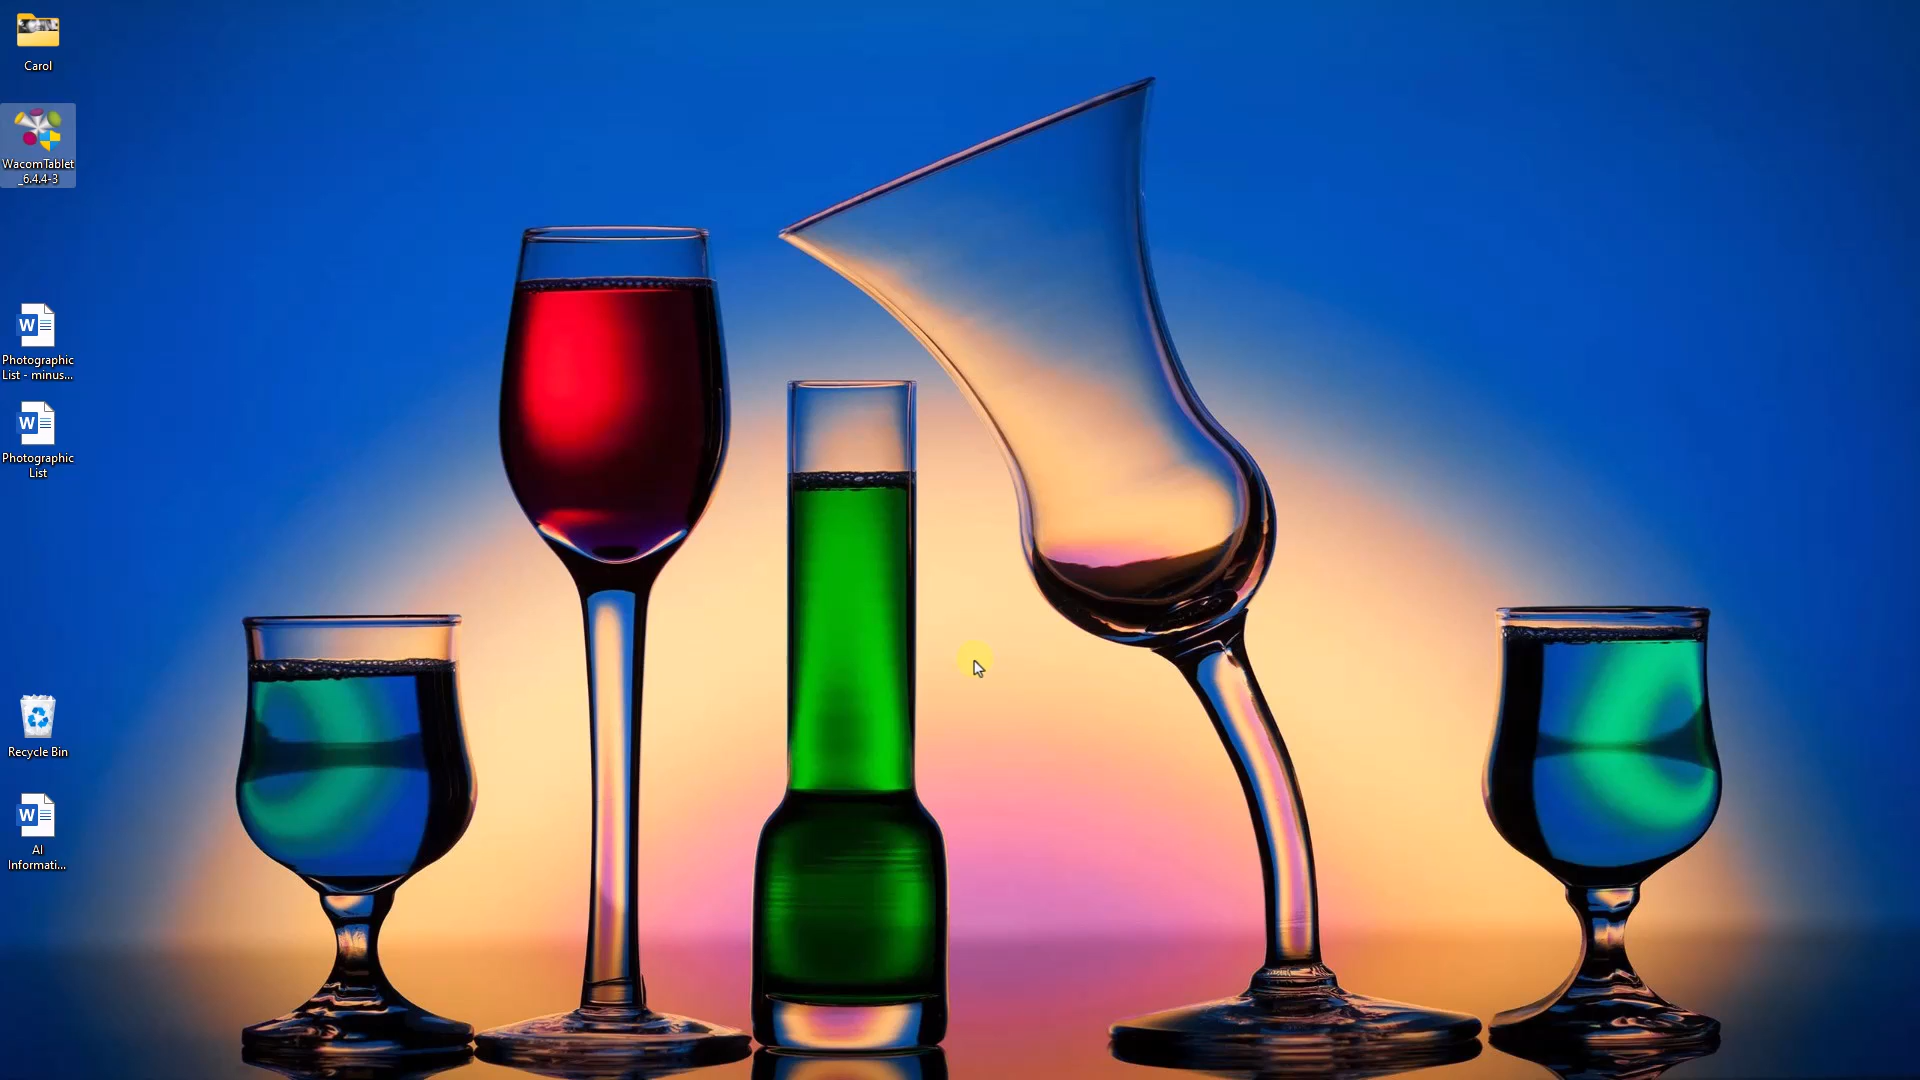 Carol
WacomTablet
_6.4.4-3
Photographic
List - minus...
Photographic
List
Recycle Bin
AI
Informati...